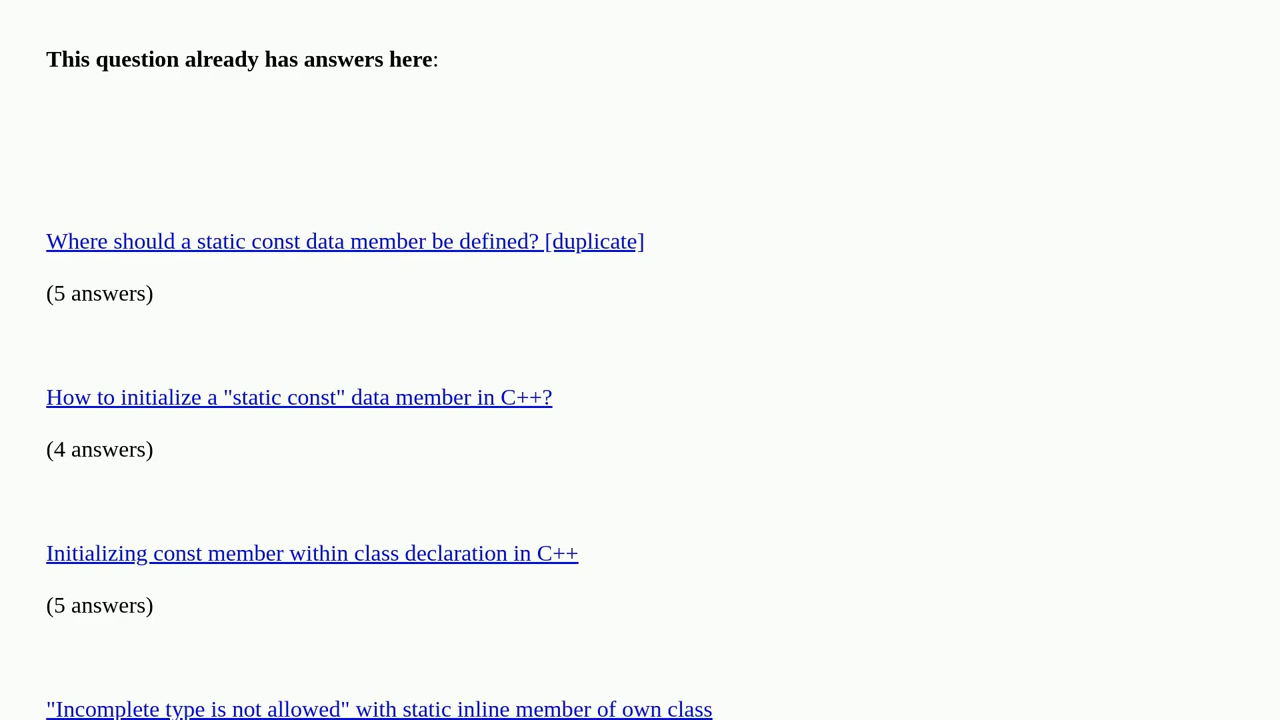 This question already has answers here:
Where should a static const data member be defined? [duplicate]
(5 answers)
How to initialize a "static const" data member in C++?
(4 answers)
Initializing const member within class declaration in C++
(5 answers)
"Incomplete type is not allowed" with static inline member of own class